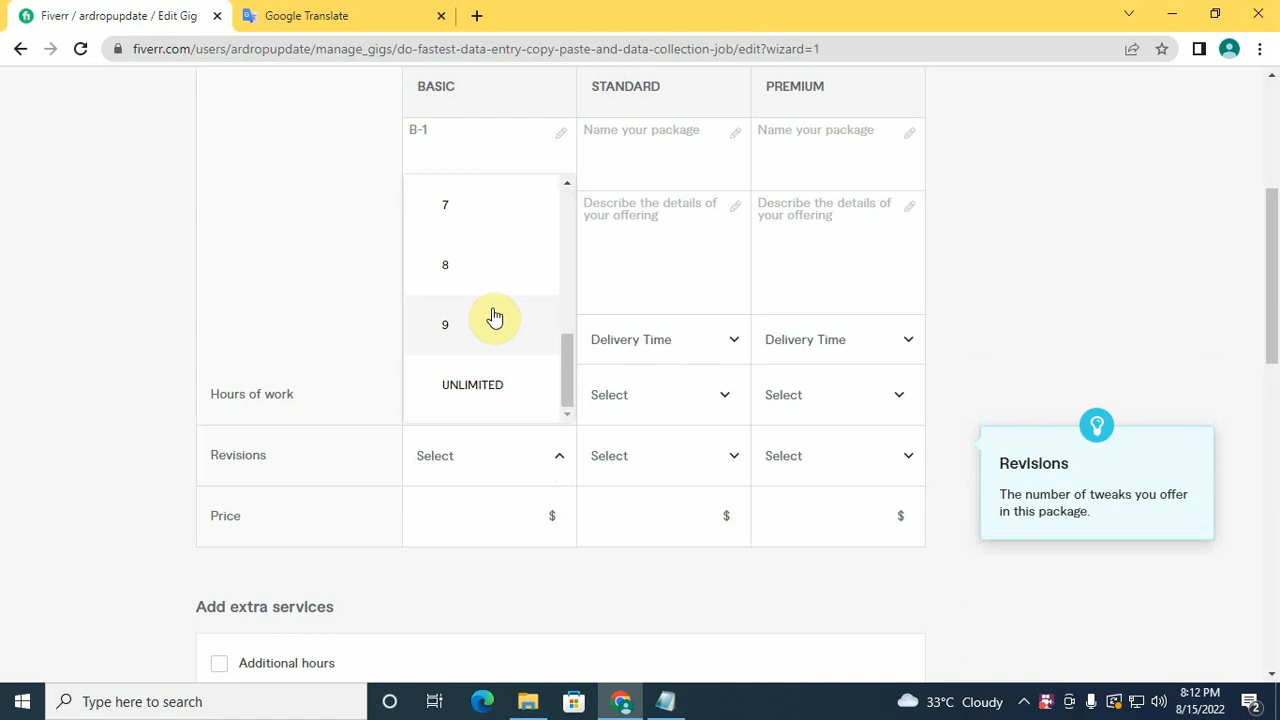 Fiverr / ardropupdate / Edit Gig
Google Translate
fiverr.com/users/ardropupdate/manage_gigs/do-fastest-data-entry-copy-paste-and-data-collection-job/edit?wizard=1
BASIC
STANDARD
PREMIUM
B-1
Name your package
Name your package
7
8
9
UNLIMITED
Describe the details of
your offering
Describe the details of
your offering
Delivery Time
Delivery Time
Hours of work
Select
Select
Revisions
Select
Select
Select
Price
$
$
$
Revisions
The number of tweaks you offer
in this package.
Add extra services
Additional hours
Type here to search
33°C Cloudy
8:12 PM
8/15/2022
2